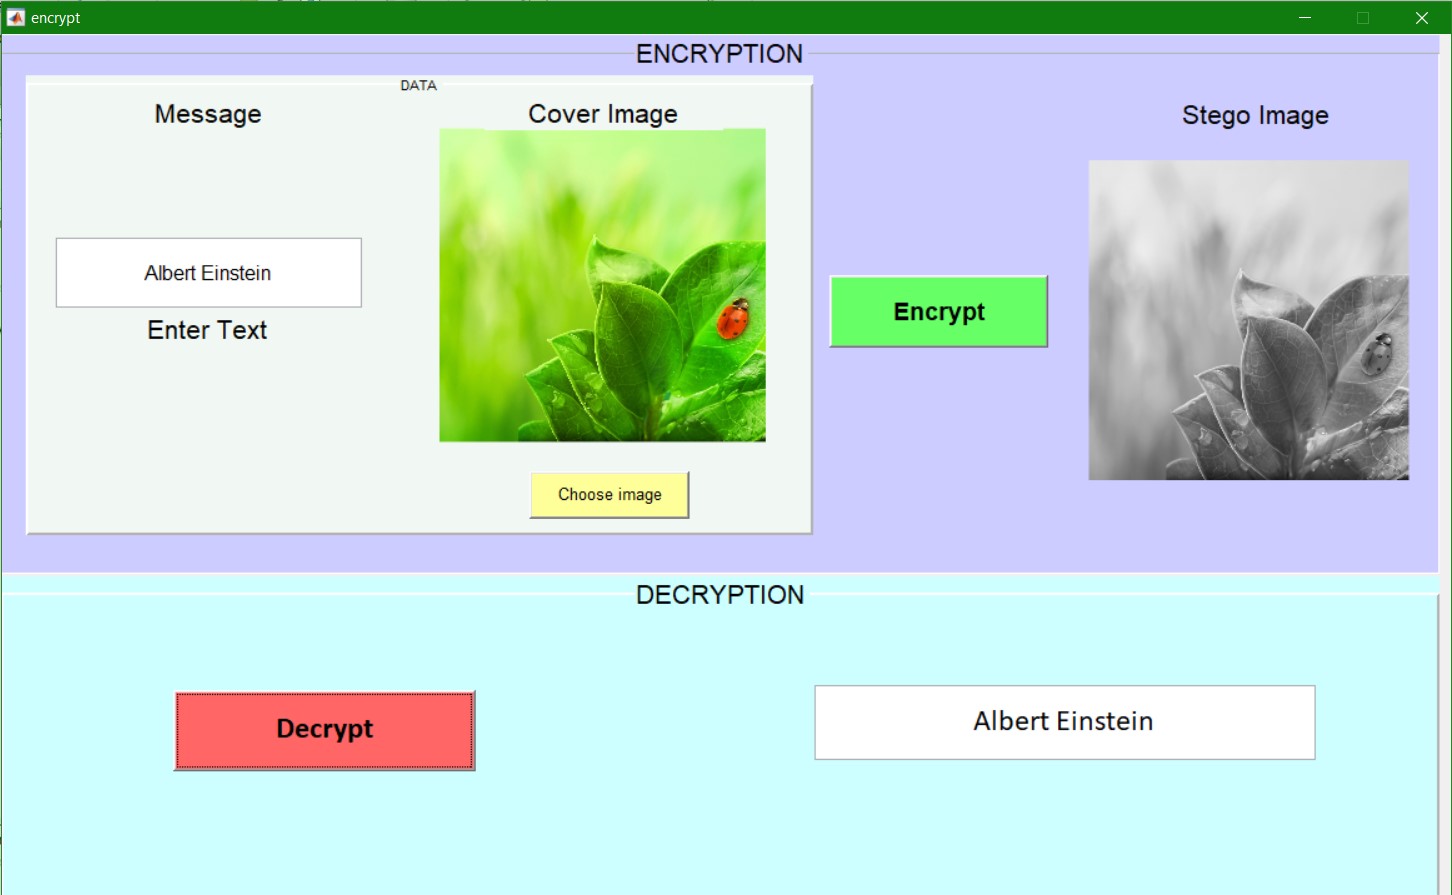 encrypt
ENCRYPTION
DATA
Message
Cover Image
Stego Image
Albert Einstein
Enter Text
Encrypt
Choose image
DECRYPTION
Decrypt
Albert Einstein